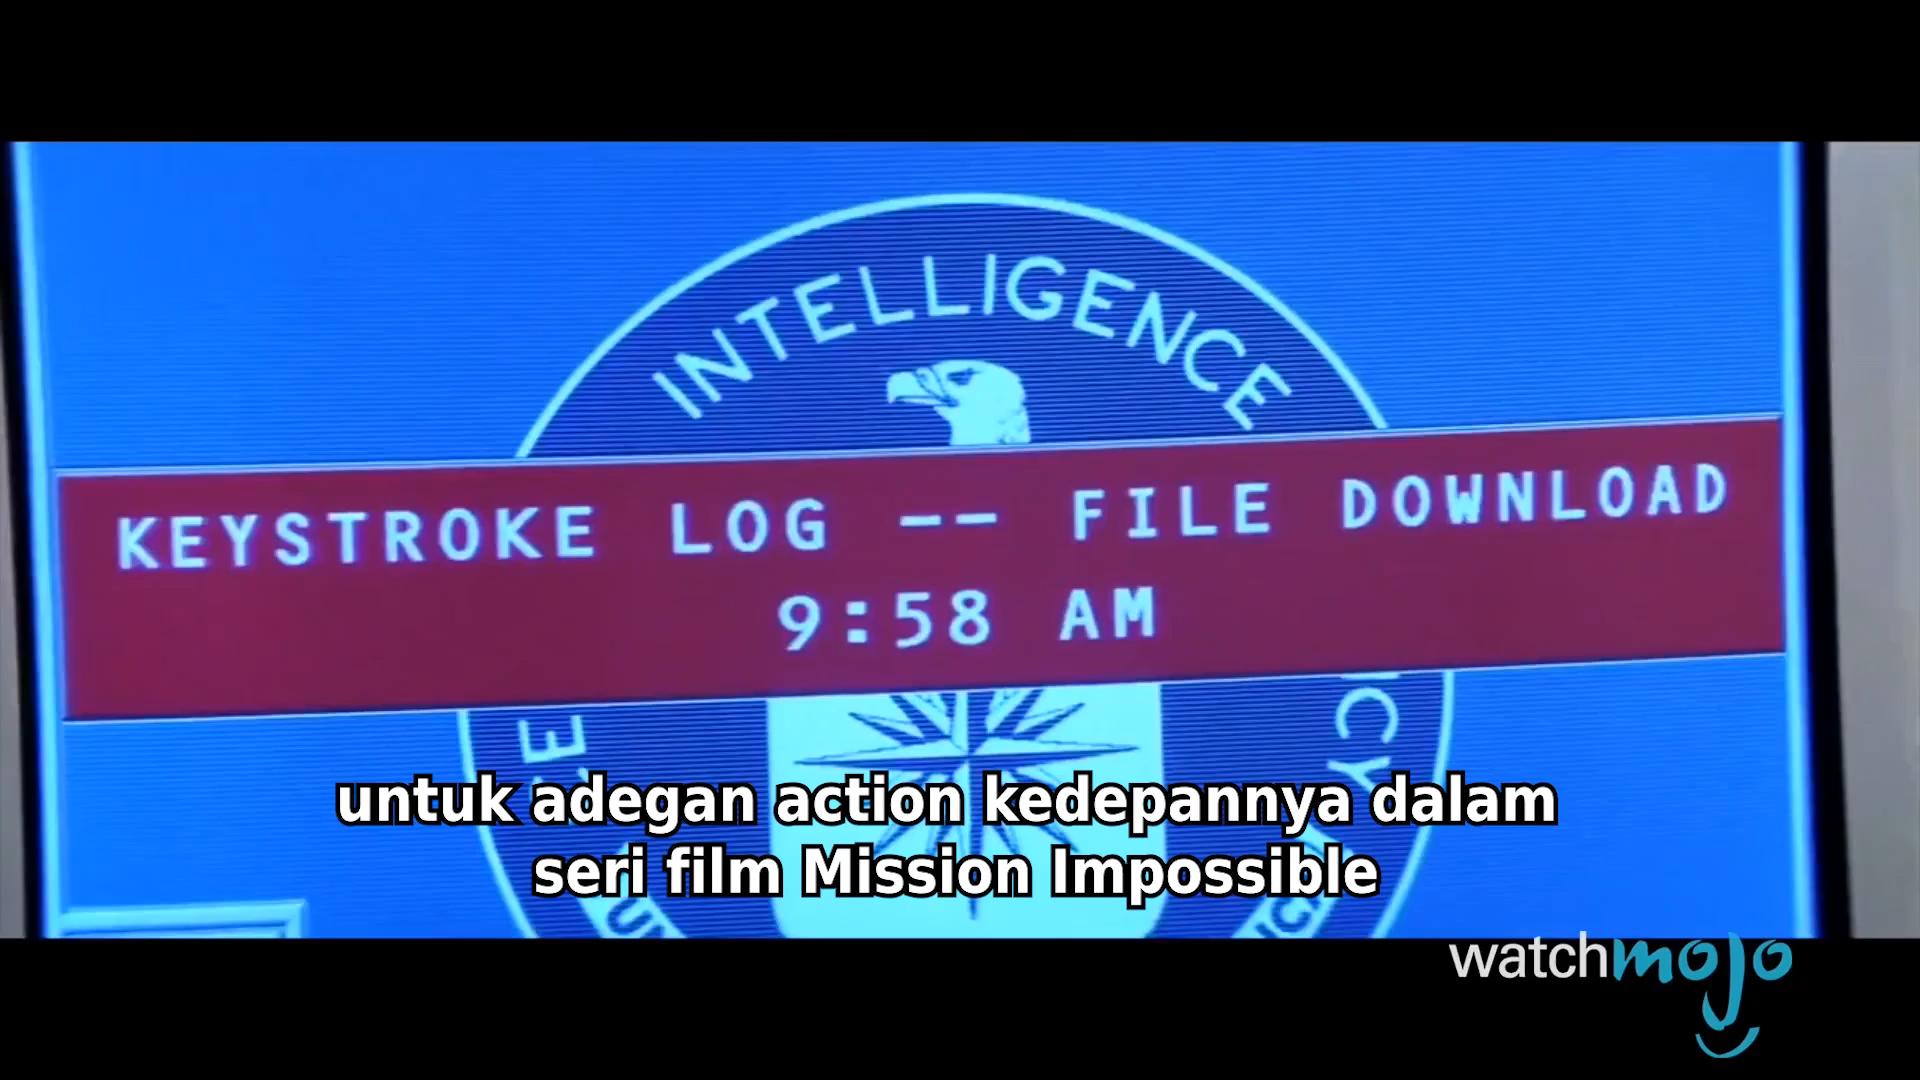 INTELLIGENCE
KEYSTROKE LOG -- FILE DOWNLOAD
9:58 AM
untuk adegan action kedepannya dalam
seri film Mission Impossible
watchmojo